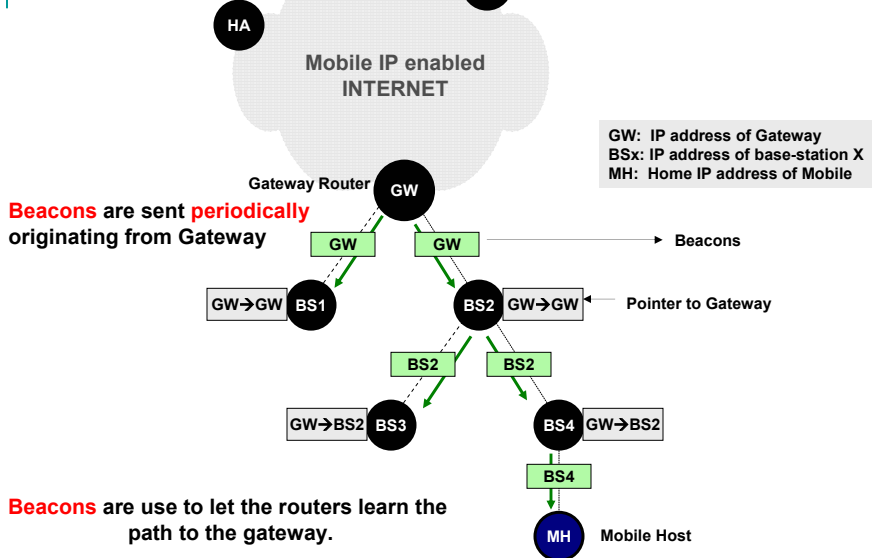 HA
Mobile IP enabled
INTERNET
GW: IP address of Gateway
BSx: IP address of base-station X
MH: Home IP address of Mobile
Gateway Router
GW
Beacons are sent periodically
originating from Gateway
GW
GW
Beacons
GW→GW
BS1
BS2
GW→GW
Pointer to Gateway
BS2
BS2
GW→BS2
BS3
BS4
GW→BS2
BS4
Beacons are use to let the routers learn the
path to the gateway.
MH
Mobile Host